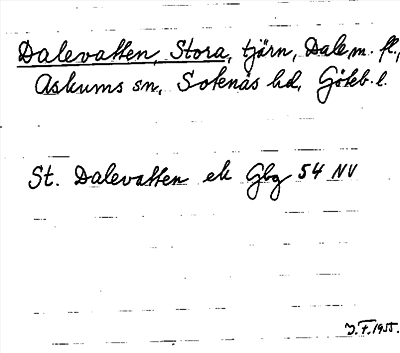 Dalevatten, Stora, tjärn, Dale, m. fl.,
Askums sn, Sotenäs hd, Göteb. l.
St. Dalevatten ek Gbg 54 NV
J.F. 1955.